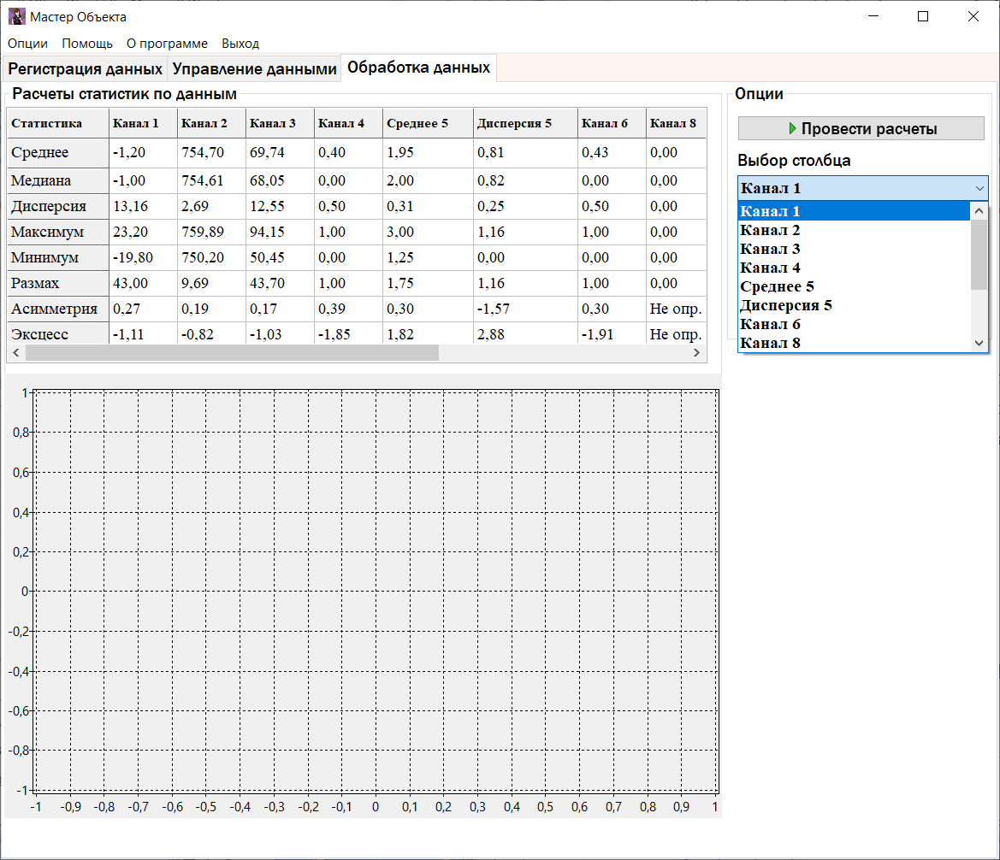 Мастер Объекта
Опции Помощь О программе Выход
Регистрация данных Управление данными Обработка данных
Расчеты статистик по данным
Статистика Канал 1 Канал 2 Канал 3 Канал 4 Среднее 5 Дисперсия 5 Канал 6 Канал 8
Среднее -1,20 754,70 69,74 0,40 1,95 0,81 0,43 0,00
Медиана -1,00 754,61 68,05 0,00 2,00 0,82 0,00 0,00
Дисперсия 13,16 2,69 12,55 0,50 0,31 0,25 0,50 0,00
Максимум 23,20 759,89 94,15 1,00 3,00 1,16 1,00 0,00
Минимум -19,80 750,20 50,45 0,00 1,25 0,00 0,00 0,00
Размах 43,00 9,69 43,70 1,00 1,75 1,16 1,00 0,00
Асимметрия 0,27 0,19 0,17 0,39 0,30 -1,57 0,30 Не опр.
Эксцесс -1,11 -0,82 -1,03 -1,85 1,82 2,88 -1,91 Не опр.
Опции
Провести расчеты
Выбор столбца
Канал 1
Канал 1
Канал 2
Канал 3
Канал 4
Среднее 5
Дисперсия 5
Канал 6
Канал 8
1
0,8
0,6
0,4
0,2
0
-0,2
-0,4
-0,6
-0,8
-1
-1 -0,9 -0,8 -0,7 -0,6 -0,5 -0,4 -0,3 -0,2 -0,1 0 0,1 0,2 0,3 0,4 0,5 0,6 0,7 0,8 0,9 1